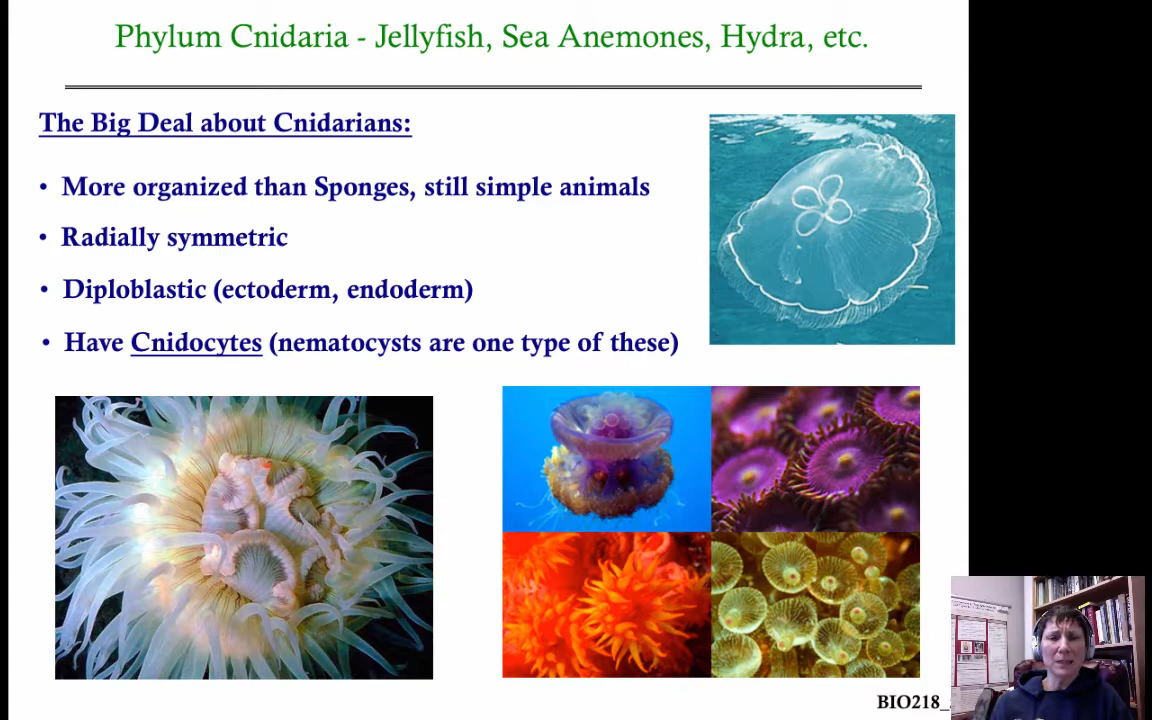 Phylum Cnidaria - Jellyfish, Sea Anemones, Hydra, etc.
The Big Deal about Cnidarians:
• More organized than Sponges, still simple animals
• Radially symmetric
• Diploblastic (ectoderm, endoderm)
• Have Cnidocytes (nematocysts are one type of these)
BIO218_